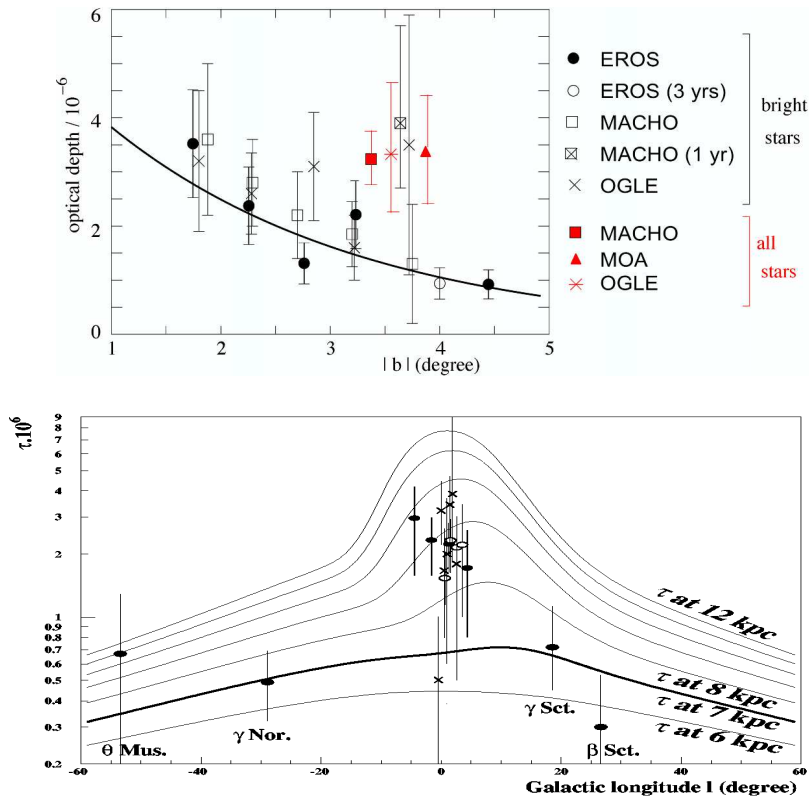 6
4
2
0
optical depth / 10⁻⁶
1 2 3 4 5
| b | (degree)
EROS
EROS (3 yrs)
MACHO
MACHO (1 yr)
OGLE
bright
stars
MACHO
MOA
OGLE
all
stars
τ.10⁶
9
8
7
6
5
4
3
2
1
0.9
0.8
0.7
0.6
0.5
0.4
0.3
0.2
τ at 12 kpc
τ at 8 kpc
τ at 7 kpc
τ at 6 kpc
θ Mus.
γ Nor.
γ Sct.
β Sct.
-60 -40 -20 0 20 40 60
Galactic longitude l (degree)